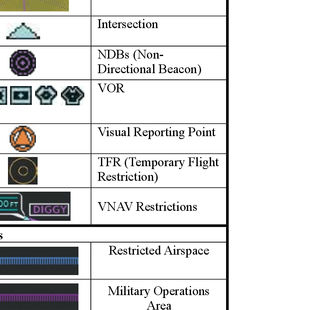 Intersection
NDBs (Non-
Directional Beacon)
VOR
Visual Reporting Point
TFR (Temporary Flight
Restriction)
00FT
DIGGY
VNAV Restrictions
s
Restricted Airspace
Military Operations
Area